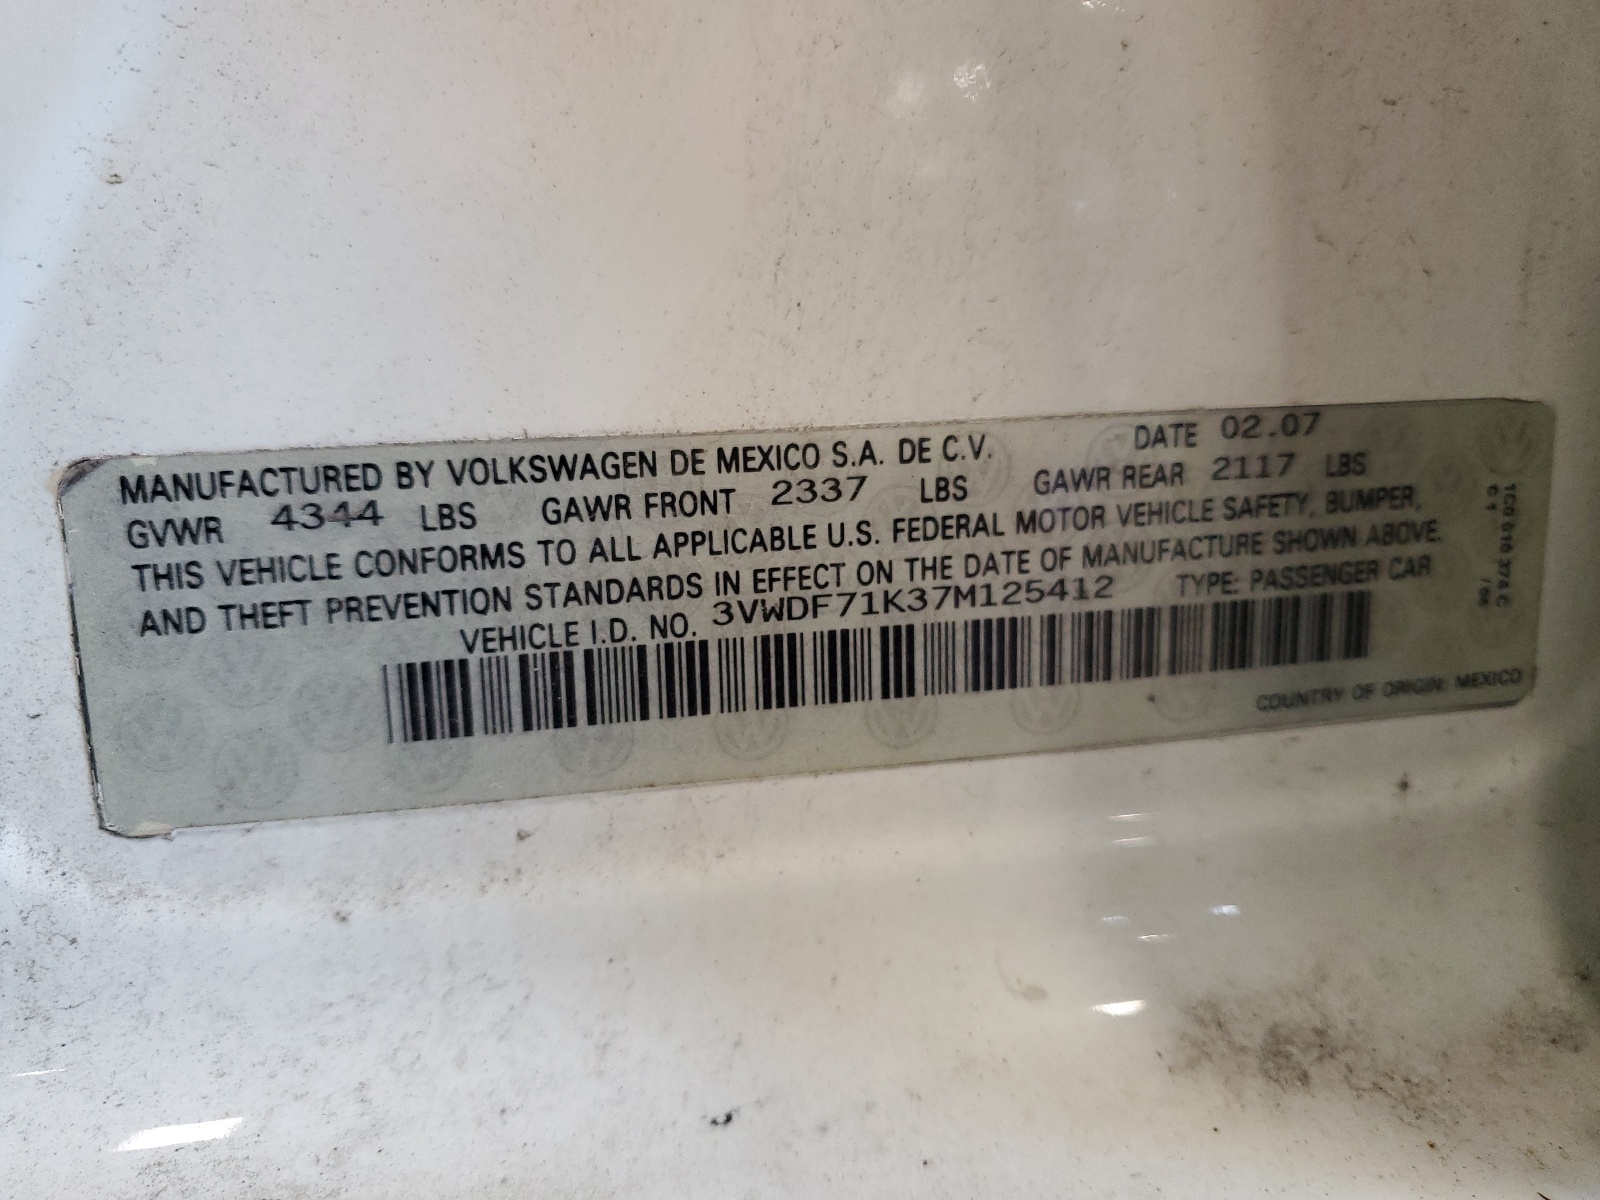 MANUFACTURED BY VOLKSWAGEN DE MEXICO S.A. DE C.V. DATE 02.07
GVWR 4344 LBS GAWR FRONT 2337 LBS GAWR REAR 2117 LBS
THIS VEHICLE CONFORMS TO ALL APPLICABLE U.S. FEDERAL MOTOR VEHICLE SAFETY, BUMPER,
AND THEFT PREVENTION STANDARDS IN EFFECT ON THE DATE OF MANUFACTURE SHOWN ABOVE.
VEHICLE I.D. NO. 3VWDF71K37M125412 TYPE: PASSENGER CAR
COUNTRY OF ORIGIN: MEXICO